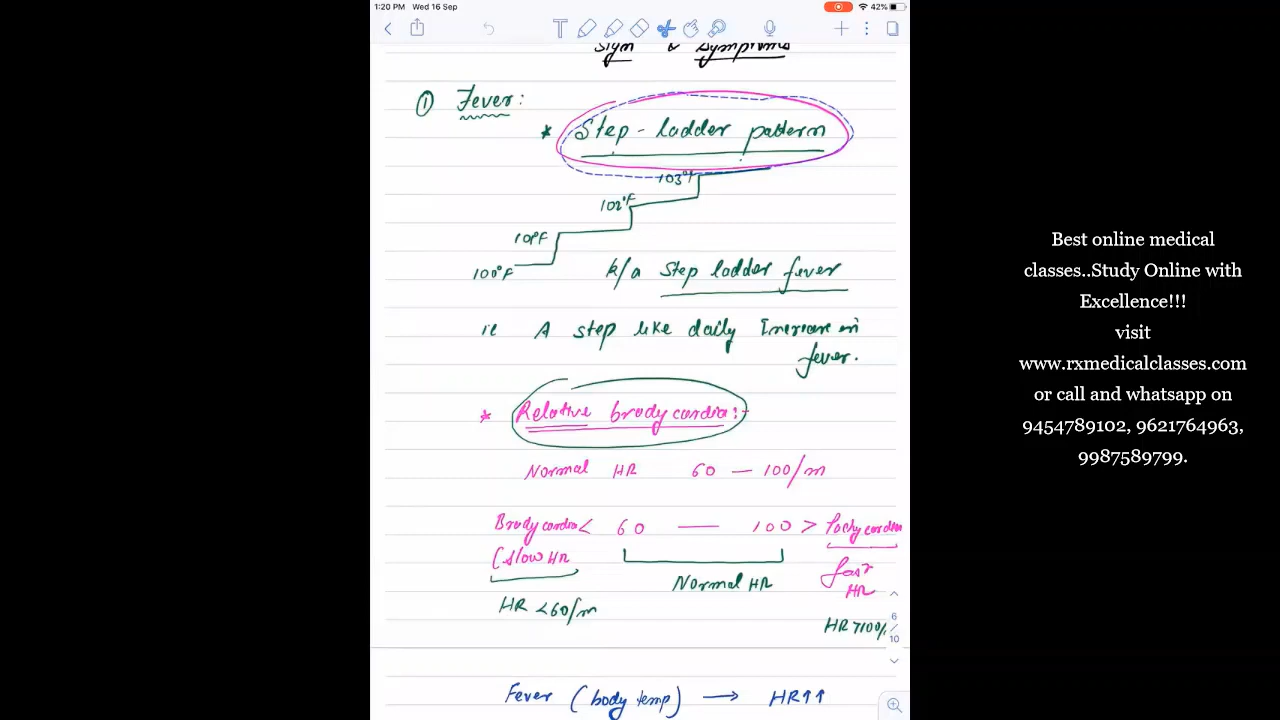 1:20 PM Wed 16 Sep
42%
Sign & Symptoms
① Fever:
* Step-ladder pattern
103°F
102°F
101°F
100°F
k/a Step ladder fever
ie A step like daily Increase in
fever.
* Relative bradycardia:-
Normal HR 60 — 100/m
Bradycardia < 60 — 100 > Tachycardia
(slow HR
fast
HR
Normal HR
HR <60/m
HR >100/
6
/
10
Fever (body temp) → HR↑↑
Best online medical
classes..Study Online with
Excellence!!!
visit
www.rxmedicalclasses.com
or call and whatsapp on
9454789102, 9621764963,
9987589799.